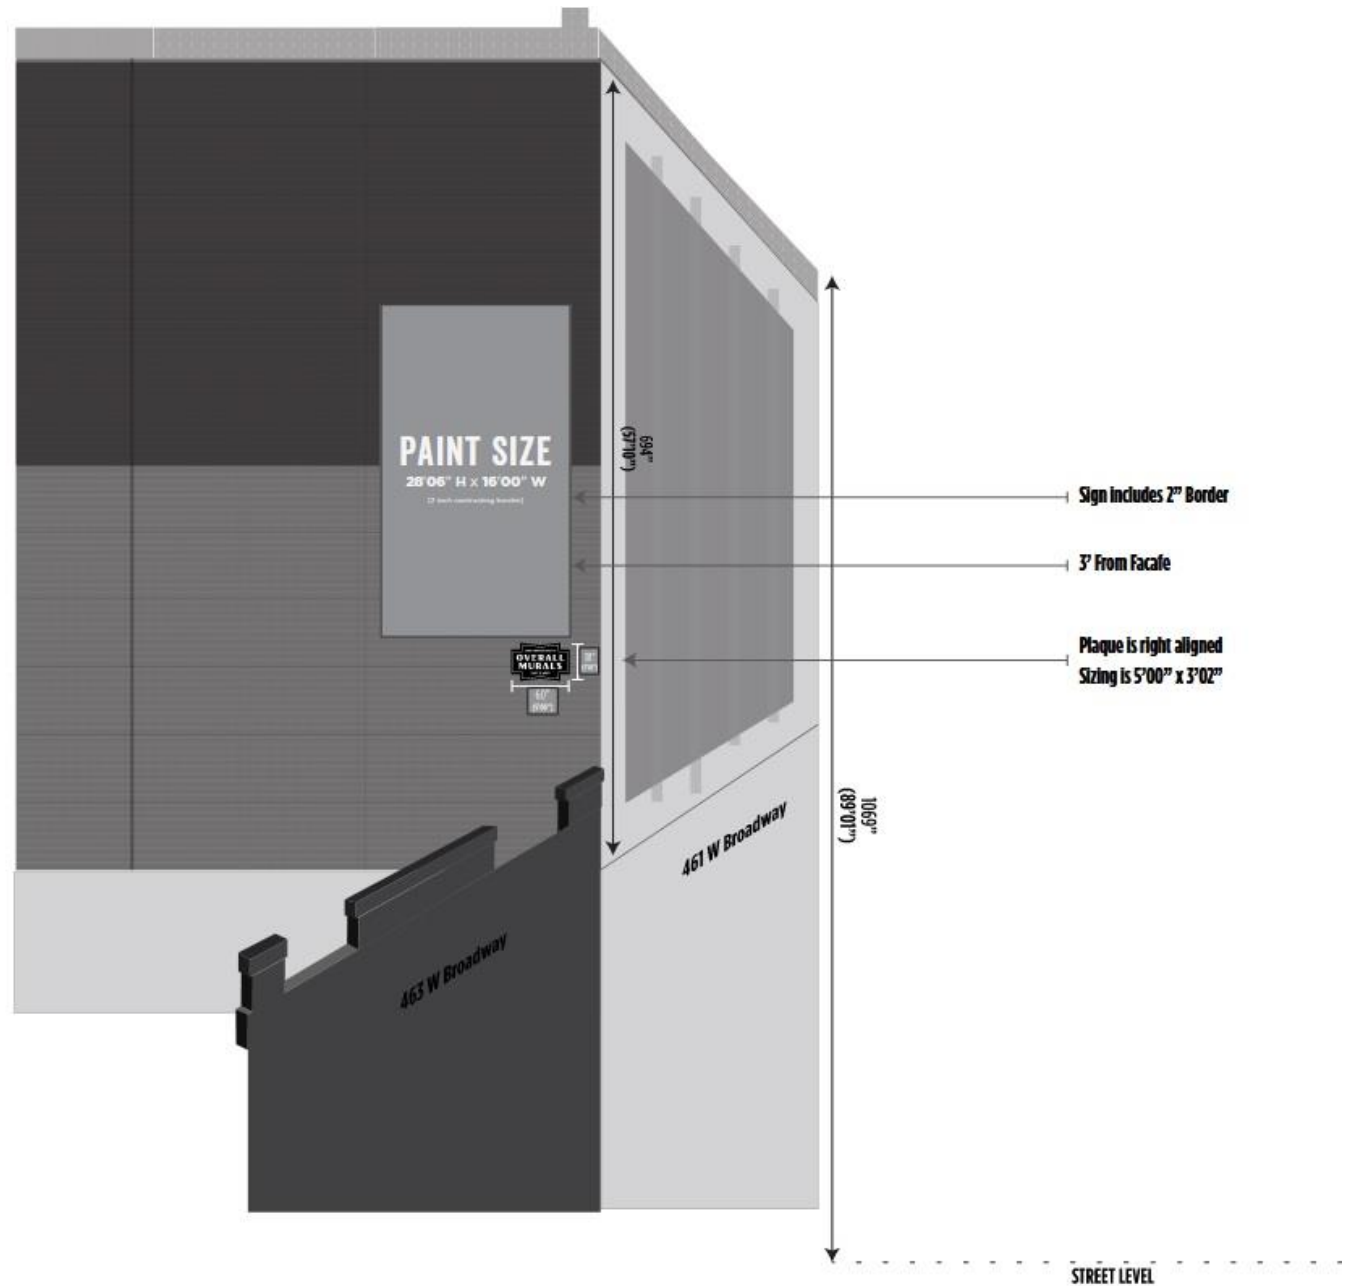 PAINT SIZE
28'06" H x 16'00" W
694"
(57'10")
Sign includes 2” Border
3’ From Facafe
OVERALL
MURALS
60"
Plaque is right aligned
Sizing is 5’00” x 3’02”
1069"
(89'01")
461 W Broadway
463 W Broadway
STREET LEVEL